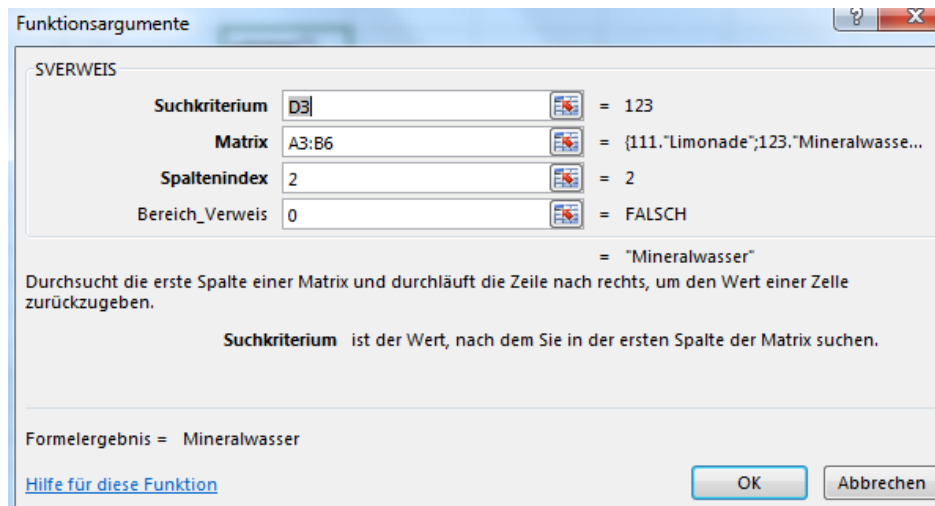 Funktionsargumente
SVERWEIS
Suchkriterium D3 = 123
Matrix A3:B6 = {111."Limonade";123."Mineralwasse...
Spaltenindex 2 = 2
Bereich_Verweis 0 = FALSCH
= "Mineralwasser"
Durchsucht die erste Spalte einer Matrix und durchläuft die Zeile nach rechts, um den Wert einer Zelle
zurückzugeben.
Suchkriterium ist der Wert, nach dem Sie in der ersten Spalte der Matrix suchen.
Formelergebnis = Mineralwasser
Hilfe für diese Funktion OK Abbrechen